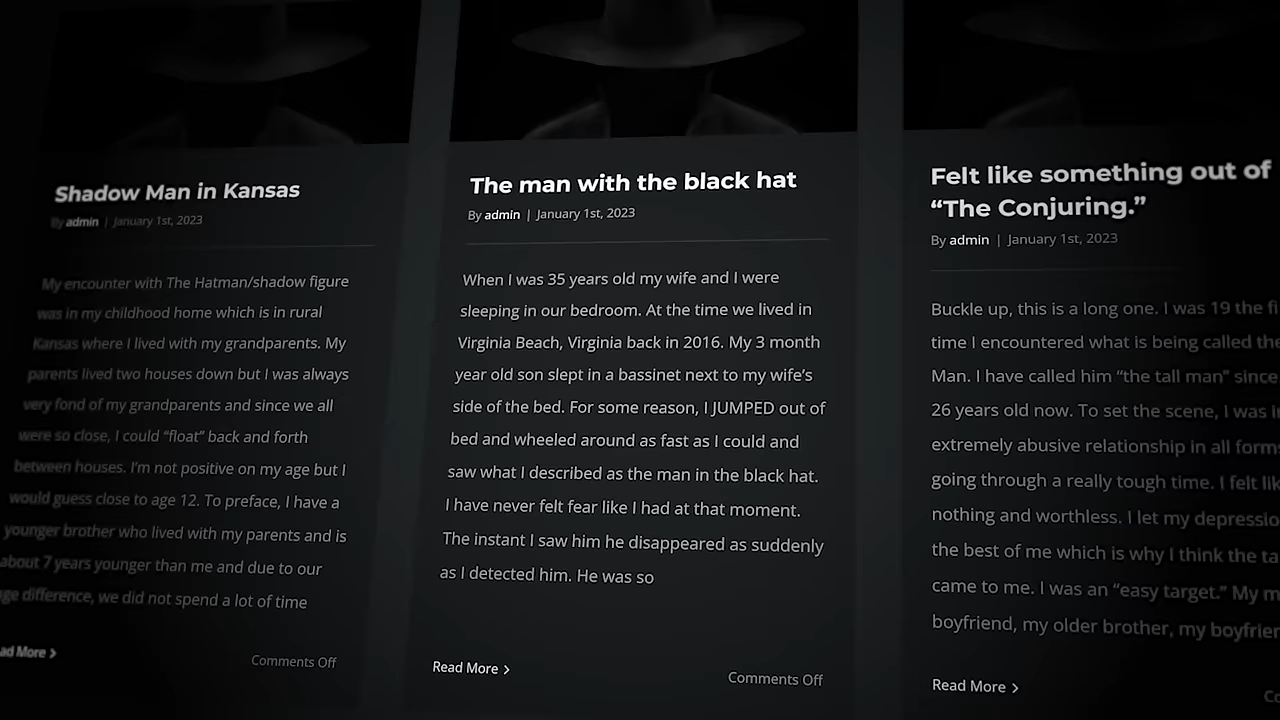 Shadow Man in Kansas
By admin | January 1st, 2023
My encounter with The Hatman/shadow figure
was in my childhood home which is in rural
Kansas where I lived with my grandparents. My
parents lived two houses down but I was always
very fond of my grandparents and since we all
were so close, I could “float” back and forth
between houses. I’m not positive on my age but I
would guess close to age 12. To preface, I have a
younger brother who lived with my parents and is
about 7 years younger than me and due to our
ge difference, we did not spend a lot of time
ad More >
Comments Off
The man with the black hat
By admin | January 1st, 2023
When I was 35 years old my wife and I were
sleeping in our bedroom. At the time we lived in
Virginia Beach, Virginia back in 2016. My 3 month
year old son slept in a bassinet next to my wife’s
side of the bed. For some reason, I JUMPED out of
bed and wheeled around as fast as I could and
saw what I described as the man in the black hat.
I have never felt fear like I had at that moment.
The instant I saw him he disappeared as suddenly
as I detected him. He was so
Read More >
Comments Off
Felt like something out of
“The Conjuring.”
By admin | January 1st, 2023
Buckle up, this is a long one. I was 19 the fi
time I encountered what is being called the
Man. I have called him “the tall man” since
26 years old now. To set the scene, I was i
extremely abusive relationship in all form
going through a really tough time. I felt lik
nothing and worthless. I let my depressio
the best of me which is why I think the ta
came to me. I was an “easy target.” My m
boyfriend, my older brother, my boyfrier
Read More >